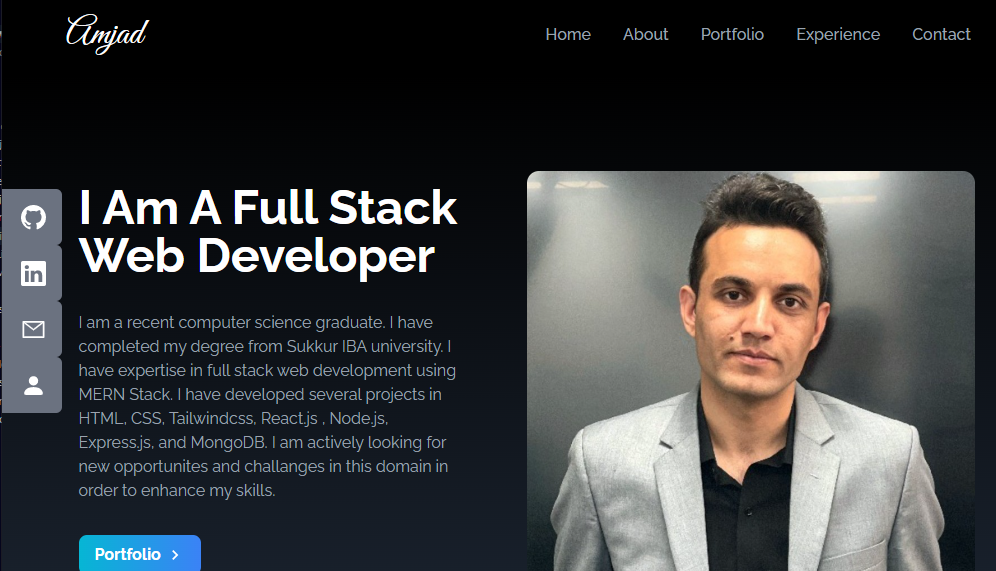 Amjad
Home About Portfolio Experience Contact
I Am A Full Stack
Web Developer
in
I am a recent computer science graduate. I have
completed my degree from Sukkur IBA university. I
have expertise in full stack web development using
MERN Stack. I have developed several projects in
HTML, CSS, Tailwindcss, React.js , Node.js,
Express.js, and MongoDB. I am actively looking for
new opportunites and challanges in this domain in
order to enhance my skills.
Portfolio